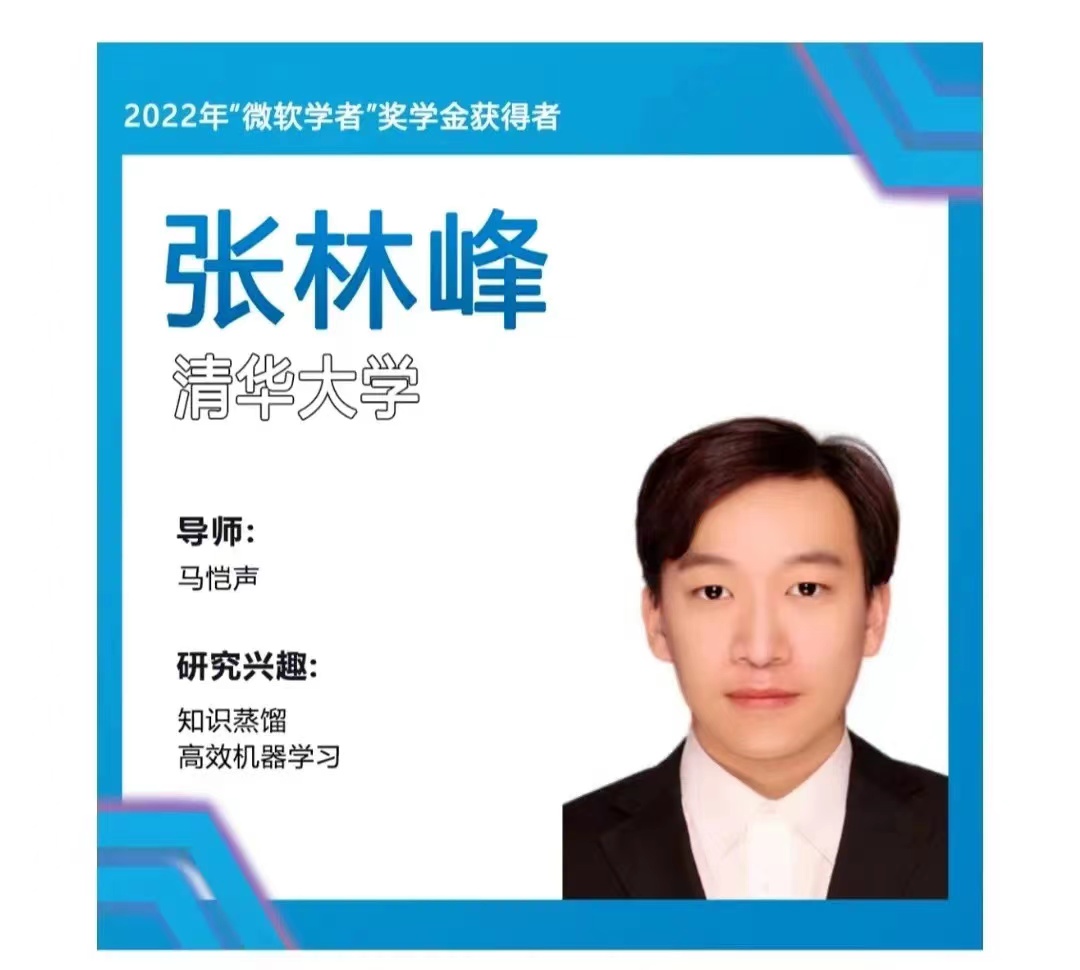 2022年“微软学者”奖学金获得者
张林峰
清华大学
导师:
马恺声
研究兴趣:
知识蒸馏
高效机器学习